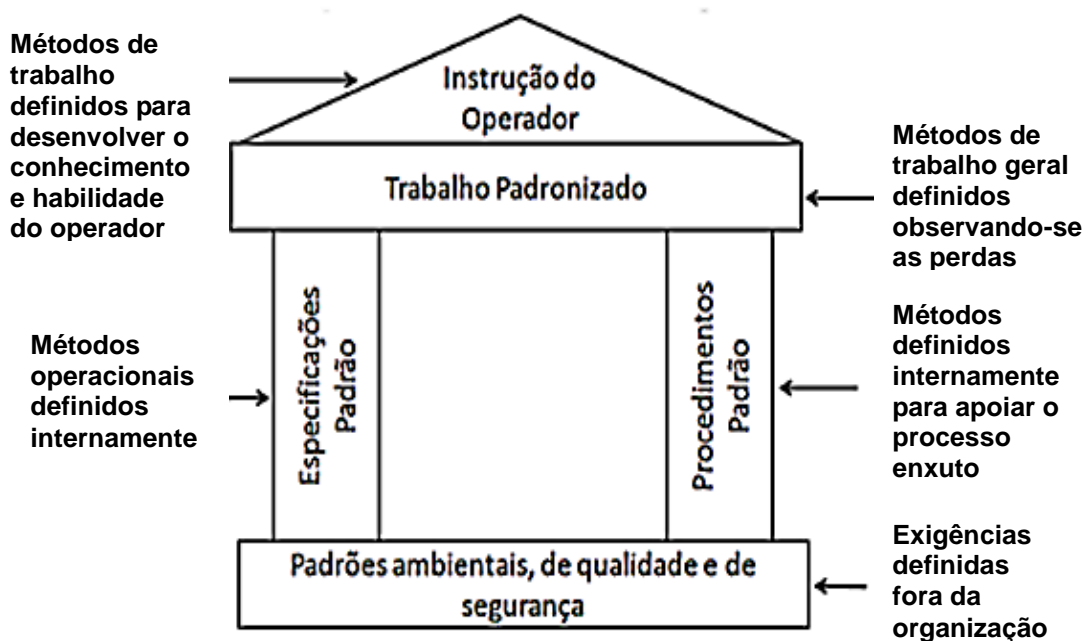 Métodos de
trabalho
definidos para
desenvolver o
conhecimento
e habilidade
do operador
Instrução do
Operador
Trabalho Padronizado
Métodos de
trabalho geral
definidos
observando-se
as perdas
Métodos
operacionais
definidos
internamente
Especificações
Padrão
Procedimentos
Padrão
Métodos
definidos
internamente
para apoiar o
processo
enxuto
Padrões ambientais, de qualidade e de
segurança
Exigências
definidas
fora da
organização